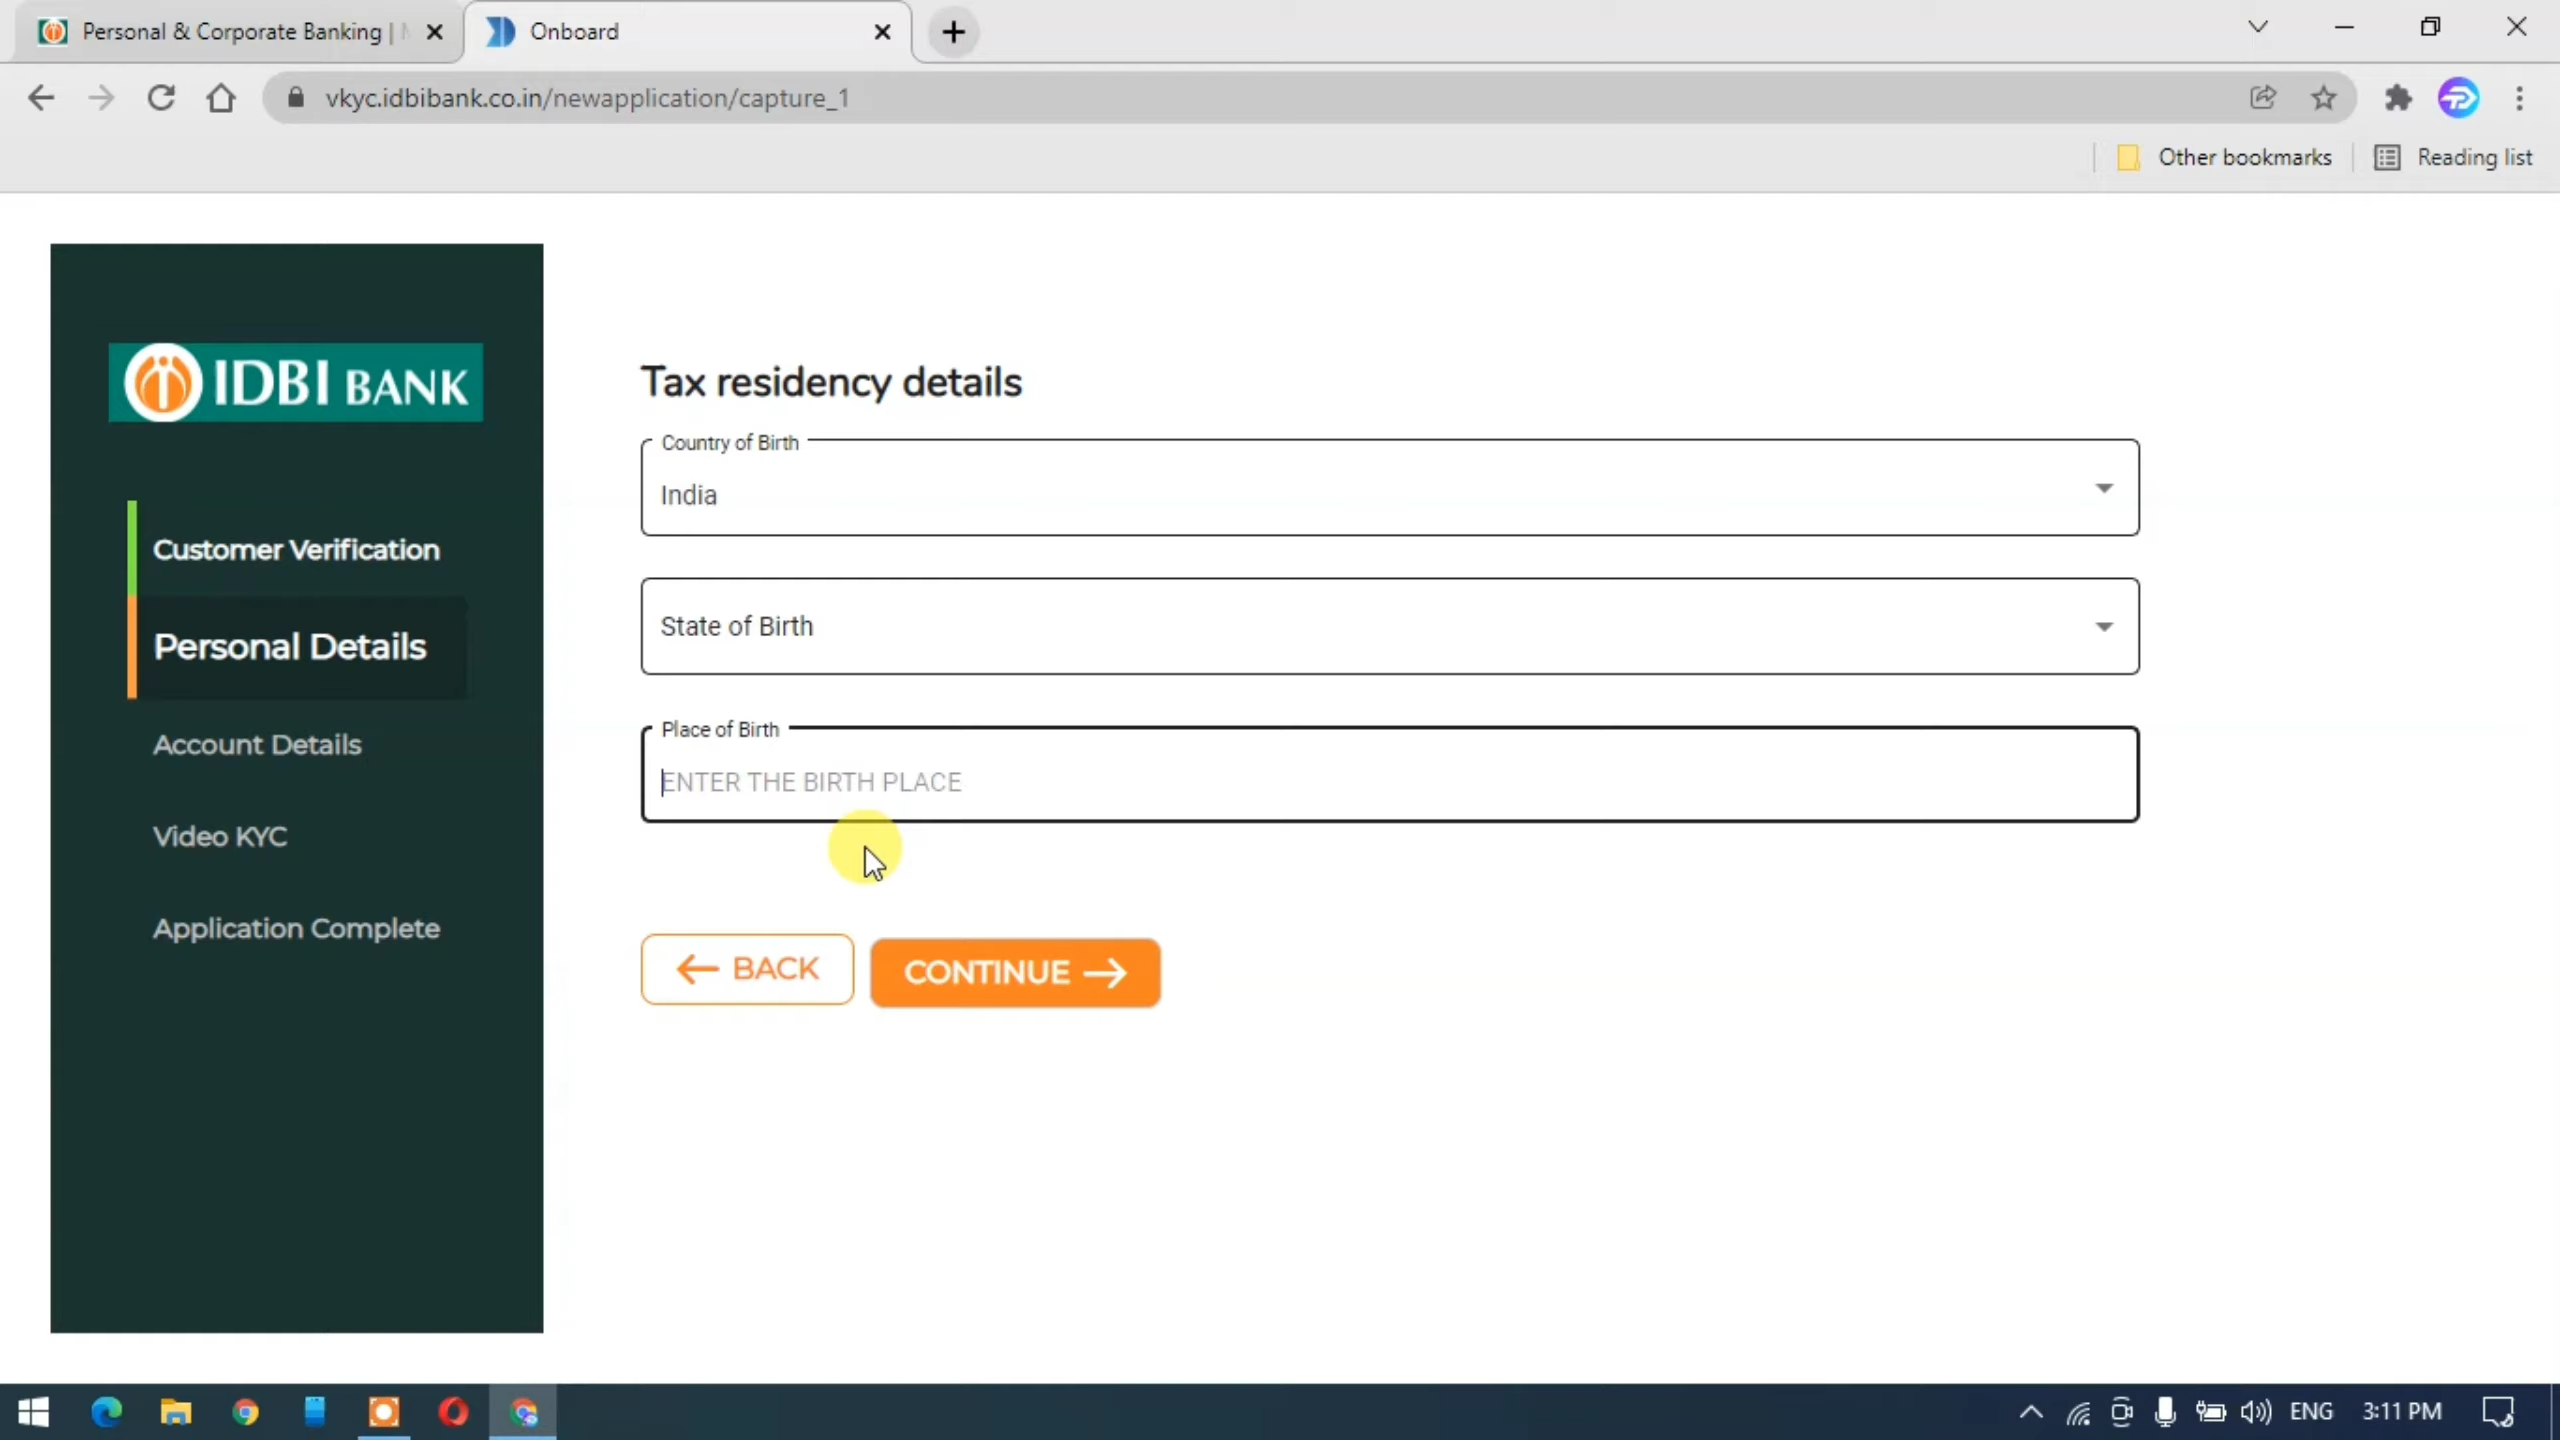 Personal & Corporate Banking |
Onboard
vkyc.idbibank.co.in/newapplication/capture_1
Other bookmarks
Reading list
IDBI BANK
Customer Verification
Personal Details
Account Details
Video KYC
Application Complete
Tax residency details
Country of Birth
India
State of Birth
Place of Birth
ENTER THE BIRTH PLACE
BACK
CONTINUE
ENG
3:11 PM